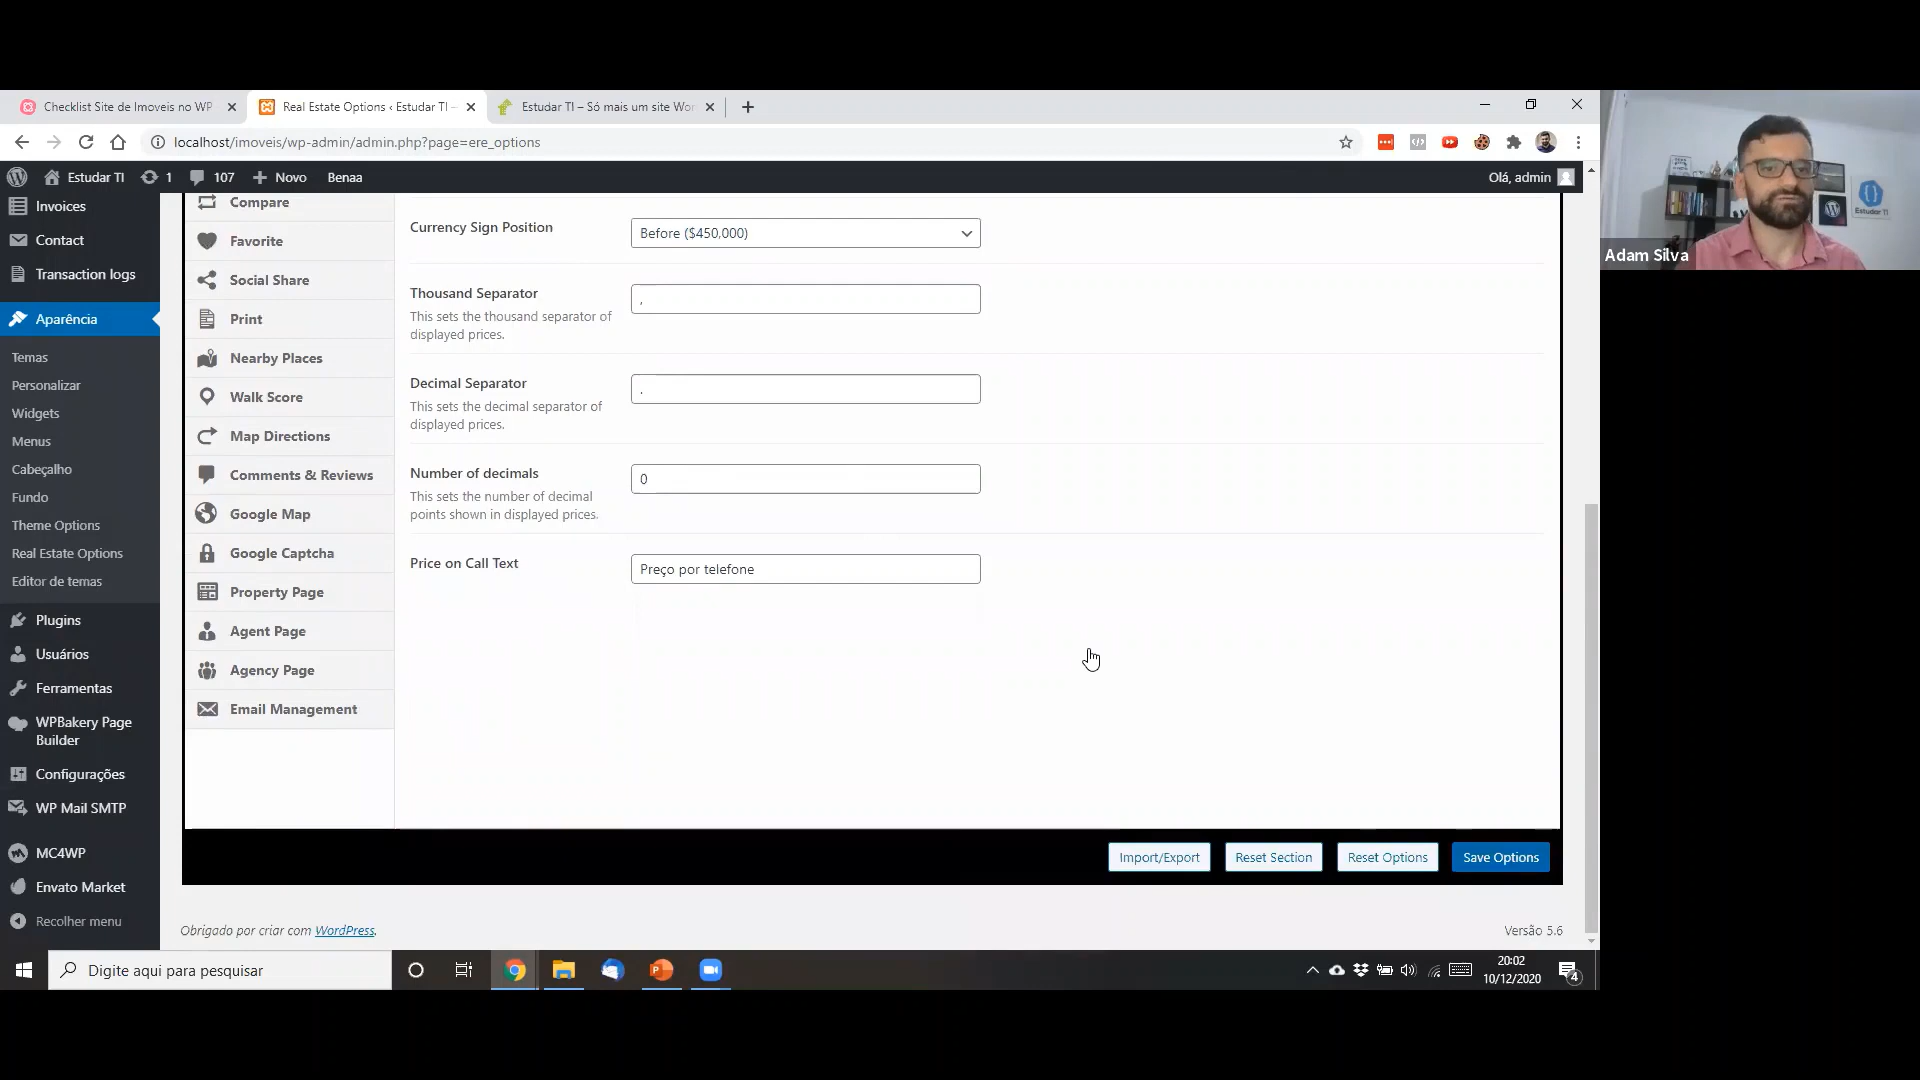 Checklist Site de Imoveis no WP
Real Estate Options ‹ Estudar TI —
Estudar TI – Só mais um site Wor
localhost/imoveis/wp-admin/admin.php?page=ere_options
Estudar TI
1
107
Novo
Benaa
Olá, admin
Invoices
Contact
Transaction logs
Aparência
Temas
Personalizar
Widgets
Menus
Cabeçalho
Fundo
Theme Options
Real Estate Options
Editor de temas
Plugins
Usuários
Ferramentas
WPBakery Page
Builder
Configurações
WP Mail SMTP
MC4WP
Envato Market
Recolher menu
Compare
Favorite
Social Share
Print
Nearby Places
Walk Score
Map Directions
Comments & Reviews
Google Map
Google Captcha
Property Page
Agent Page
Agency Page
Email Management
Currency Sign Position
Before ($450,000)
Thousand Separator
This sets the thousand separator of
displayed prices.
,
Decimal Separator
This sets the decimal separator of
displayed prices.
.
Number of decimals
This sets the number of decimal
points shown in displayed prices.
0
Price on Call Text
Preço por telefone
Import/Export
Reset Section
Reset Options
Save Options
Obrigado por criar com WordPress.
Versão 5.6
Digite aqui para pesquisar
20:02
10/12/2020
4
Estudar TI
Adam Silva